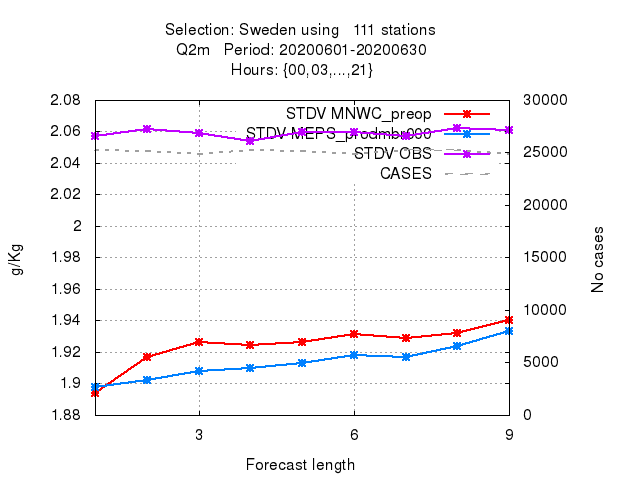 Selection: Sweden using   111 stations
Q2m   Period: 20200601-20200630
Hours: {00,03,...,21}
2.08
2.06
2.04
2.02
2
1.98
1.96
1.94
1.92
1.9
1.88
g/Kg
STDV MNWC_preop
STDV MEPS_prodmbr000
STDV OBS
CASES
30000
25000
20000
15000
10000
5000
0
No cases
3
6
9
Forecast length